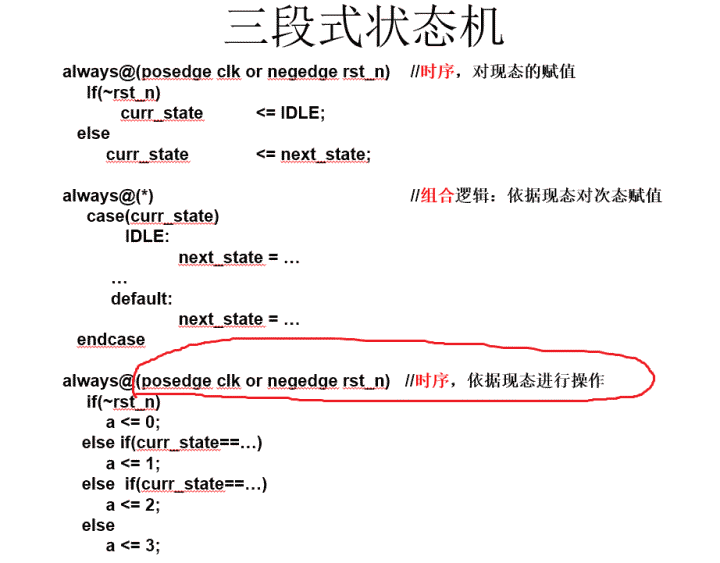 三段式状态机
always@(posedge clk or negedge rst_n) //时序，对现态的赋值
If(~rst_n)
curr_state <= IDLE;
else
curr_state <= next_state;
always@(*) //组合逻辑：依据现态对次态赋值
case(curr_state)
IDLE:
next_state = …
…
default:
next_state = …
endcase
always@(posedge clk or negedge rst_n) //时序，依据现态进行操作
if(~rst_n)
a <= 0;
else if(curr_state==…)
a <= 1;
else if(curr_state==…)
a <= 2;
else
a <= 3;